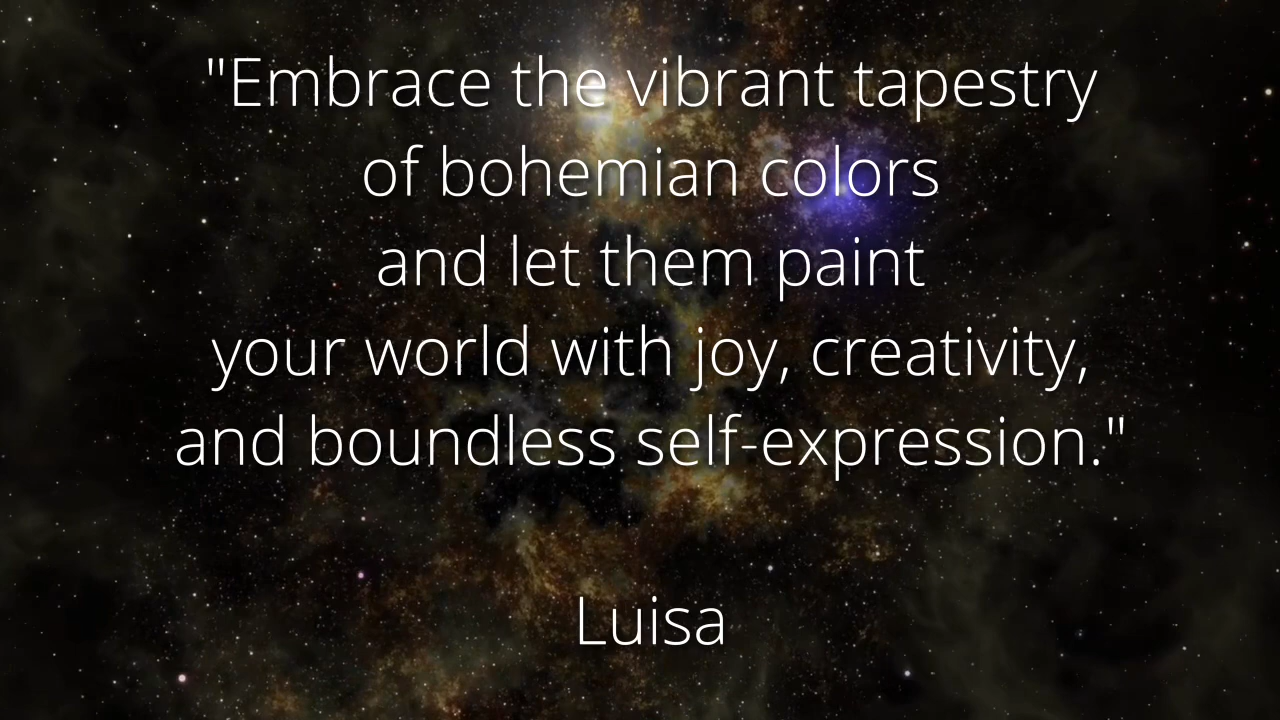 "Embrace the vibrant tapestry
of bohemian colors
and let them paint
your world with joy, creativity,
and boundless self-expression."
Luisa